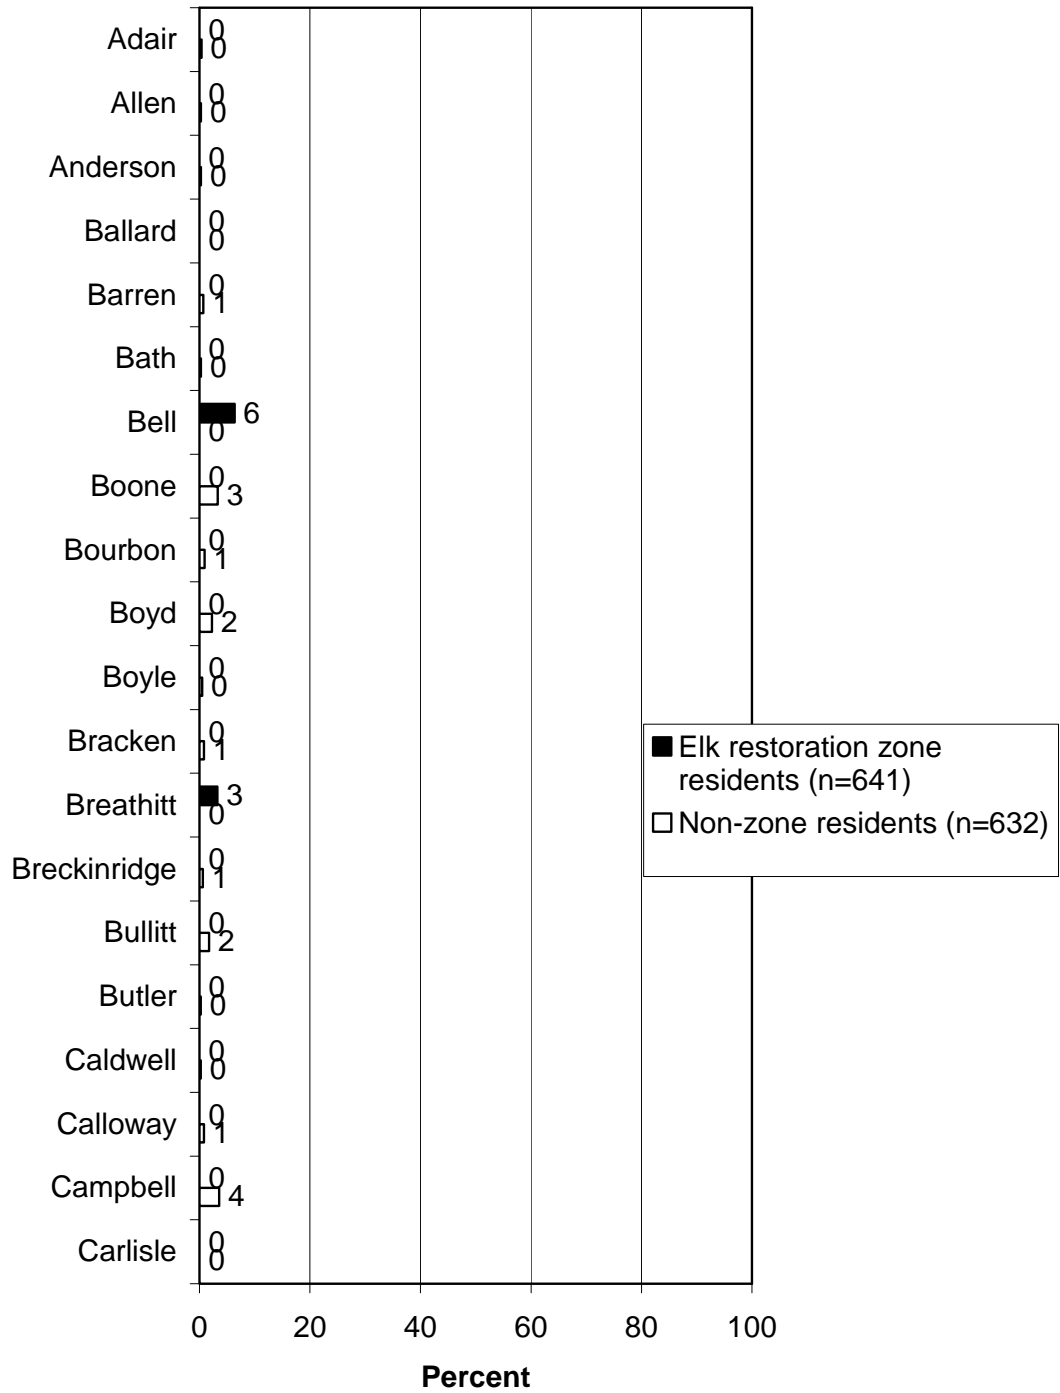 Adair 0
0
Allen 0
0
Anderson 0
0
Ballard 0
0
Barren 0
1
Bath 0
0
Bell 6
0
Boone 0
3
Bourbon 0
1
Boyd 0
2
Boyle 0
0
Bracken 0
1
Breathitt 3
0
Breckinridge 0
1
Bullitt 0
2
Butler 0
0
Caldwell 0
0
Calloway 0
1
Campbell 0
4
Carlisle 0
0
Elk restoration zone
residents (n=641)
Non-zone residents (n=632)
0 20 40 60 80 100
Percent